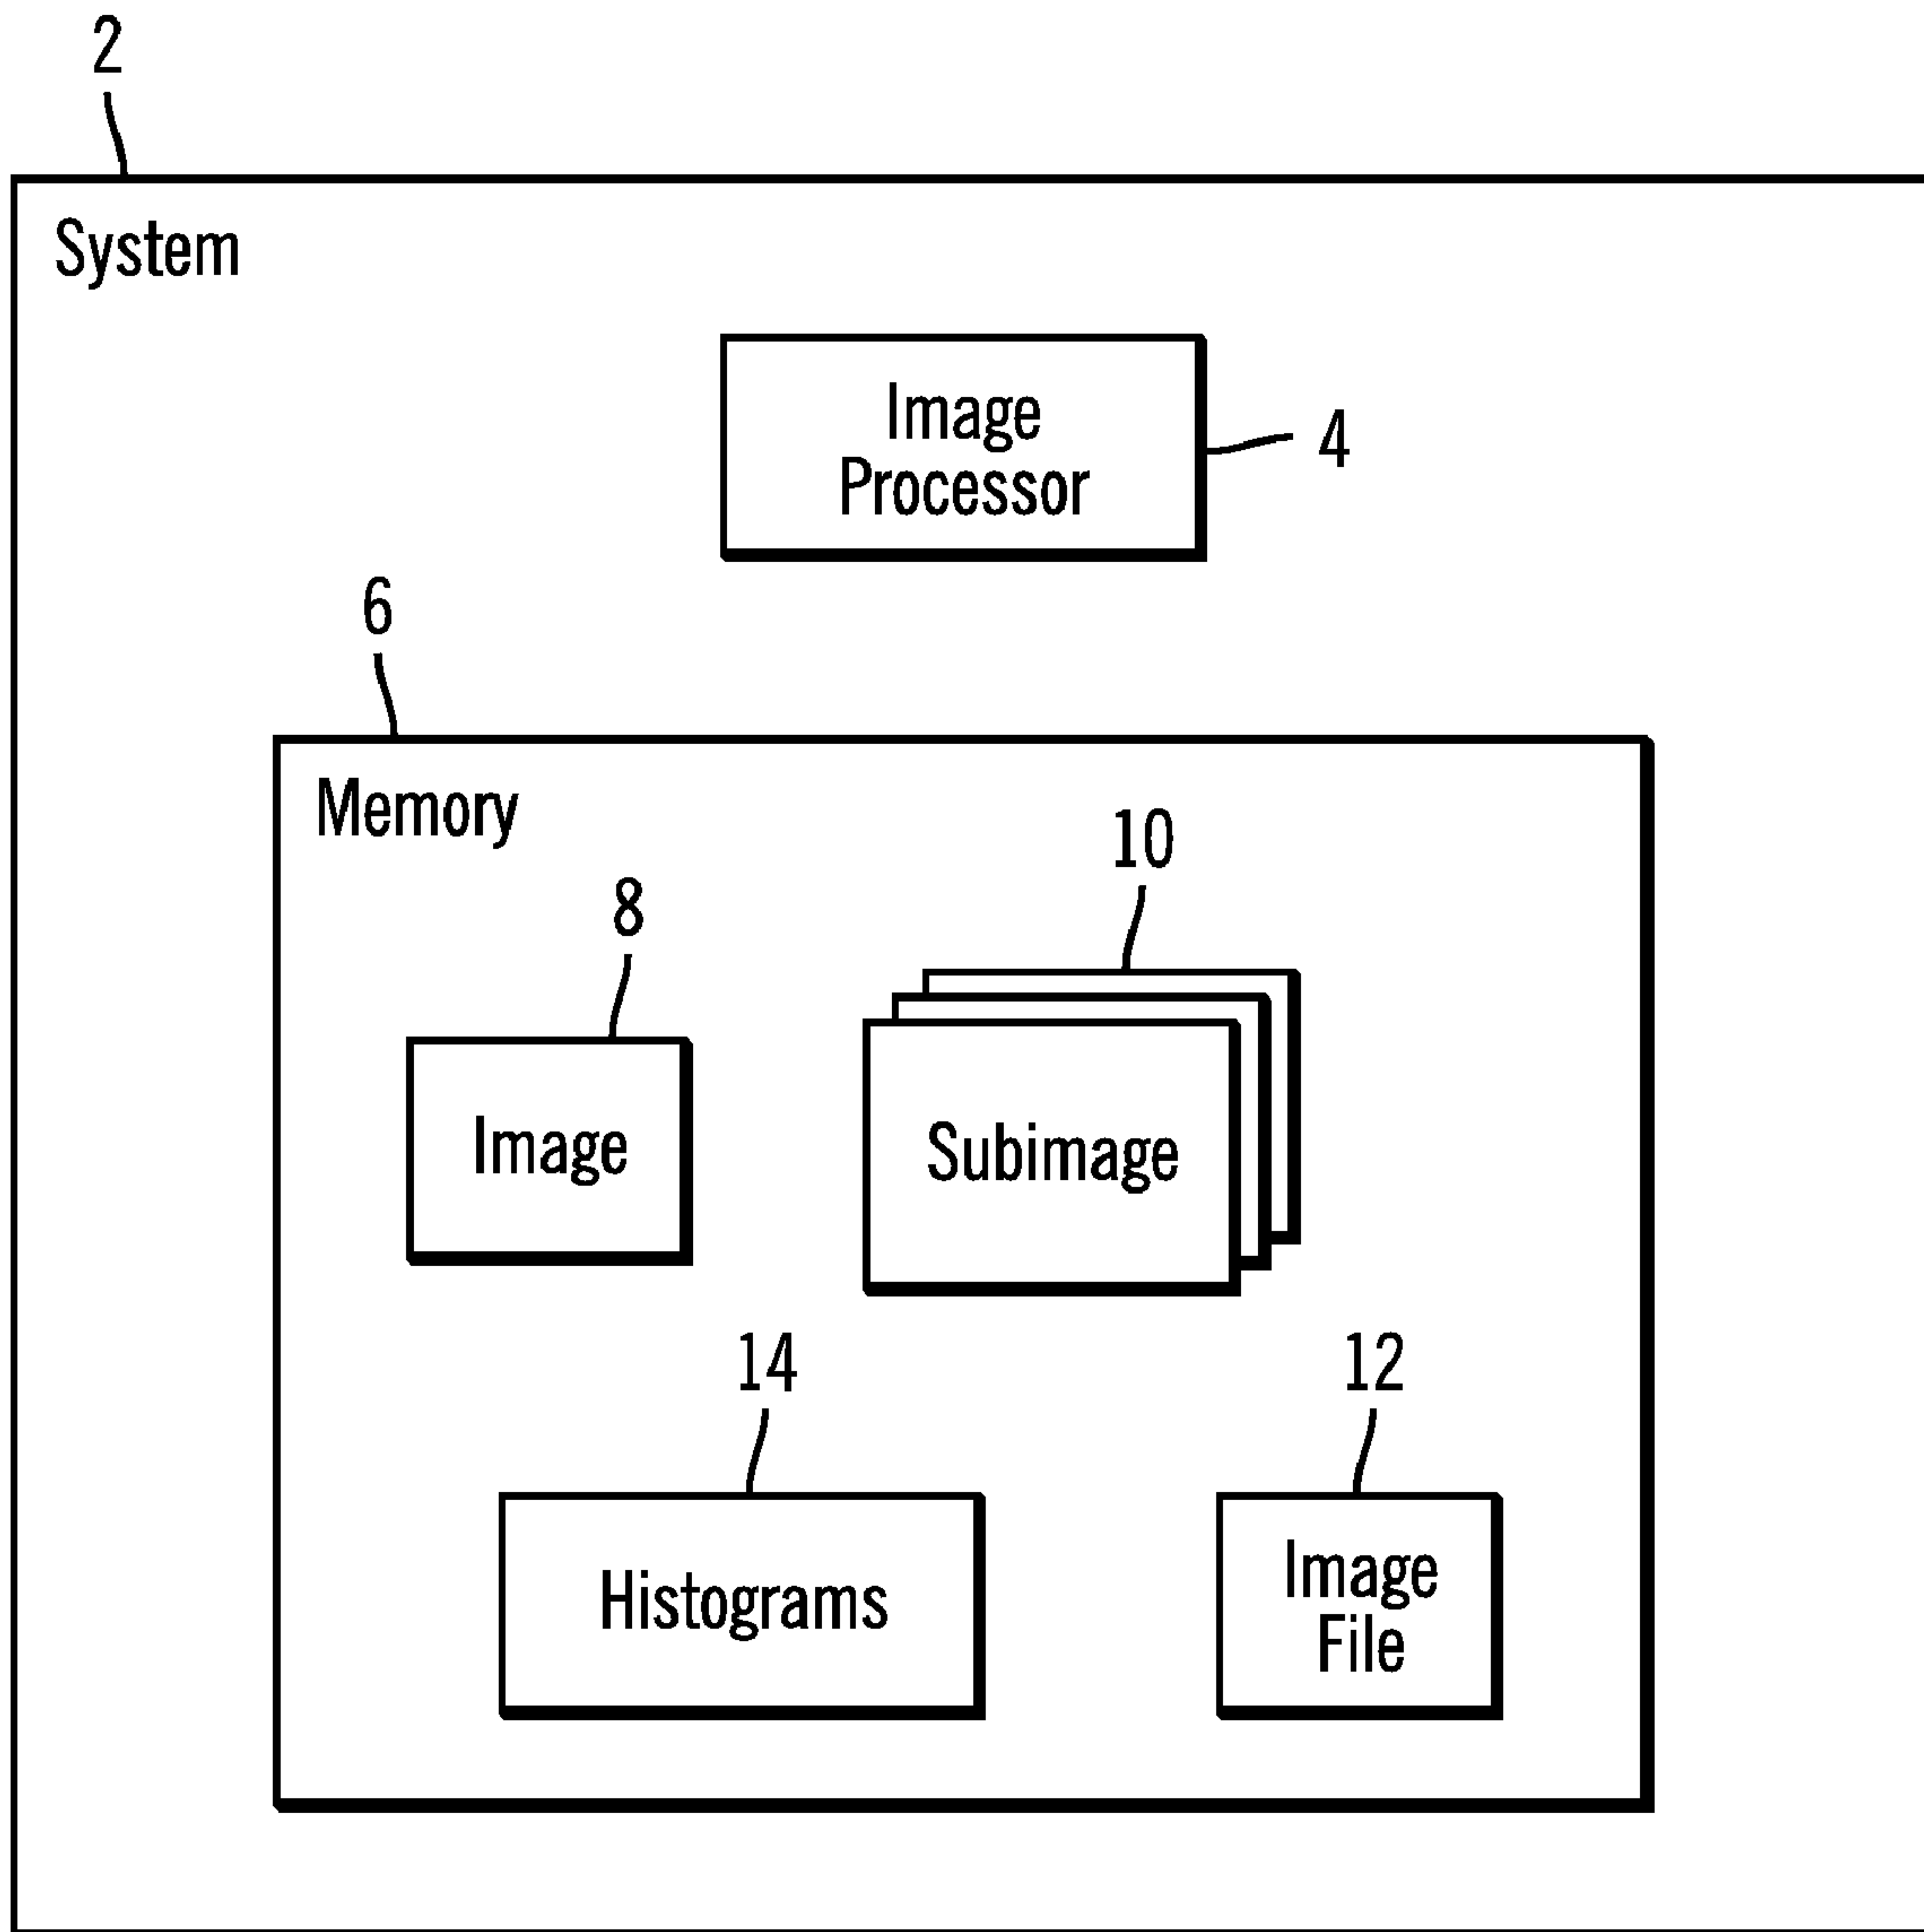 2
System
Image
Processor
4
6
Memory
10
8
Image
Subimage
14
12
Histograms
Image
File